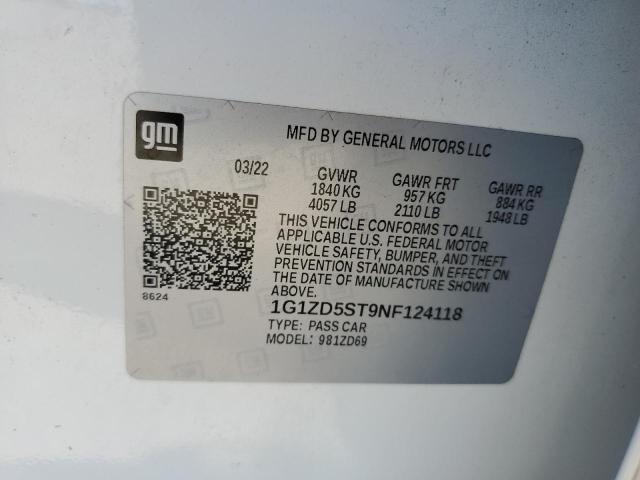 gm
MFD BY GENERAL MOTORS LLC
03/22 GVWR GAWR FRT GAWR RR
1840 KG 957 KG 884 KG
4057 LB 2110 LB 1948 LB
THIS VEHICLE CONFORMS TO ALL
APPLICABLE U.S. FEDERAL MOTOR
VEHICLE SAFETY, BUMPER, AND THEFT
PREVENTION STANDARDS IN EFFECT ON
THE DATE OF MANUFACTURE SHOWN
ABOVE.
8624
1G1ZD5ST9NF124118
TYPE: PASS CAR
MODEL: 981ZD69